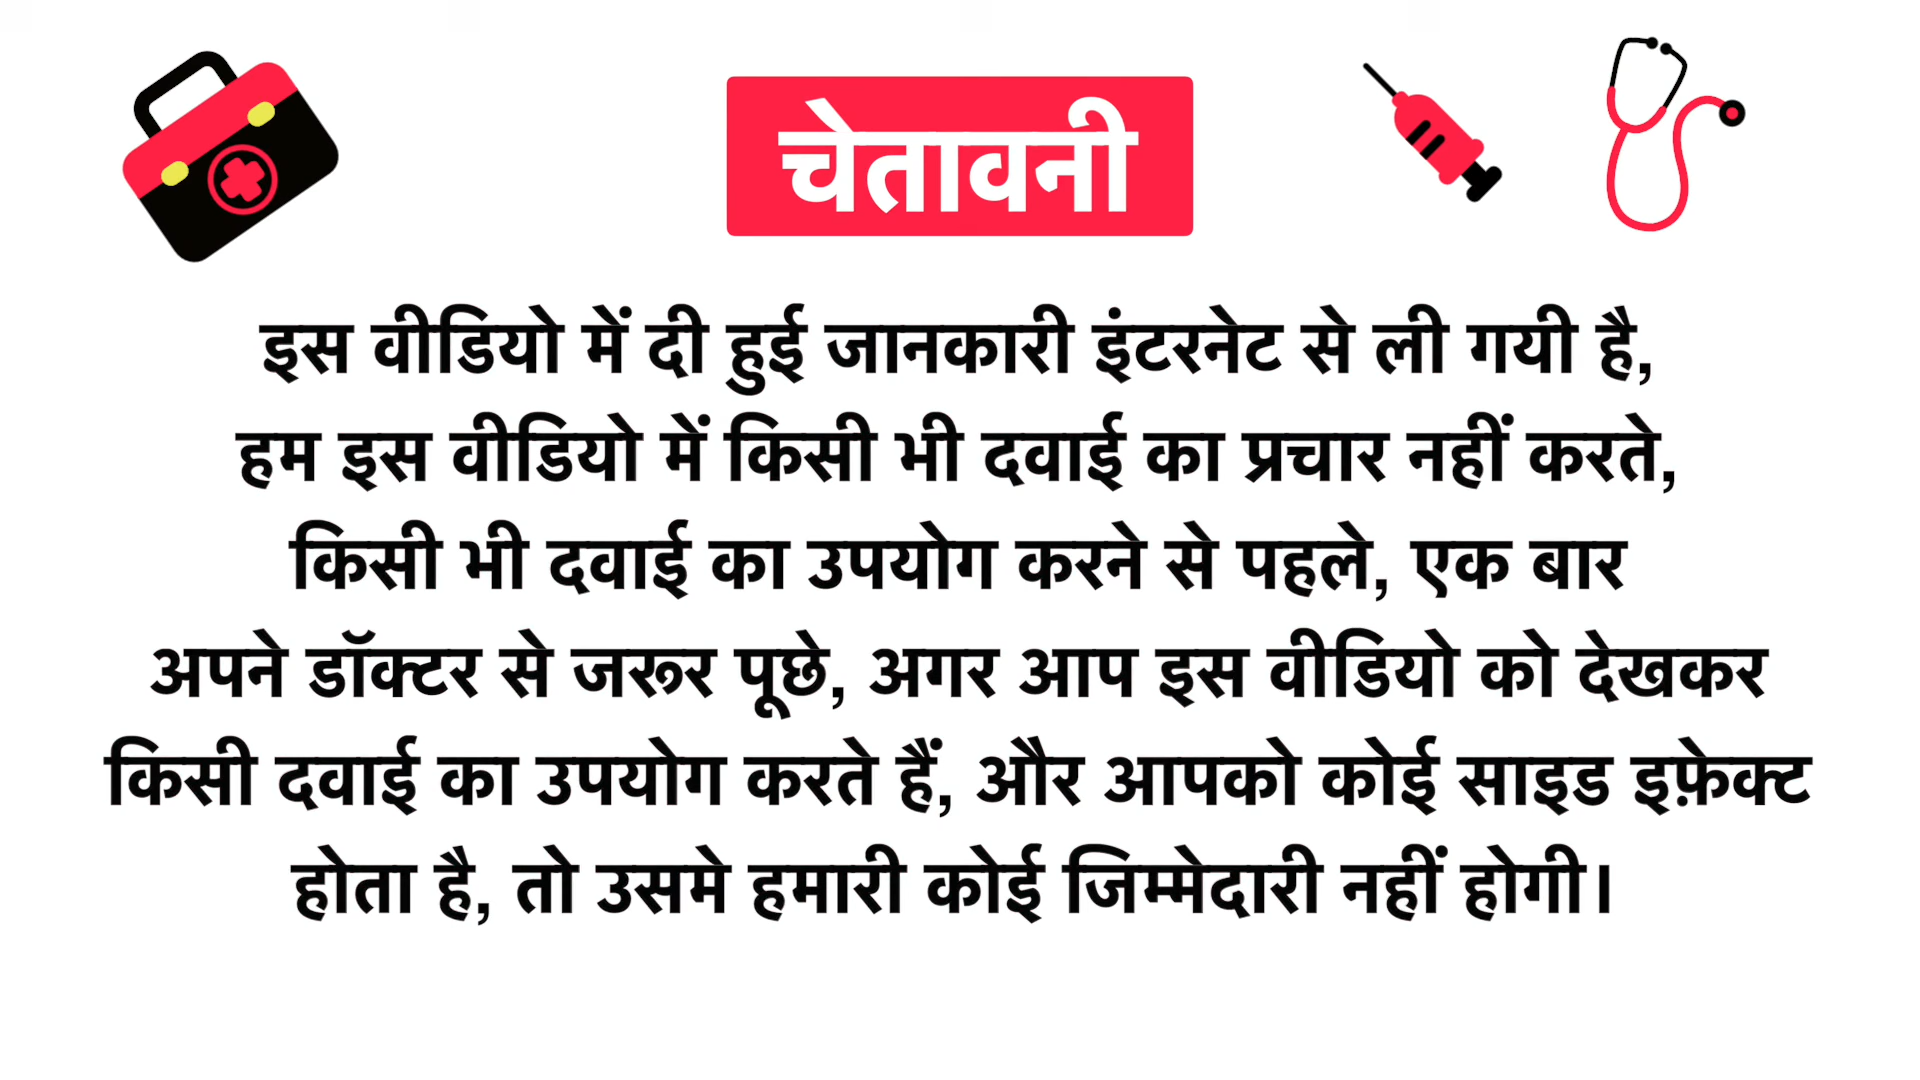 चेतावनी
इस वीडियो में दी हुई जानकारी इंटरनेट से ली गयी है,
हम इस वीडियो में किसी भी दवाई का प्रचार नहीं करते,
किसी भी दवाई का उपयोग करने से पहले, एक बार
अपने डॉक्टर से जरूर पूछे, अगर आप इस वीडियो को देखकर
किसी दवाई का उपयोग करते हैं, और आपको कोई साइड इफ़ेक्ट
होता है, तो उसमे हमारी कोई जिम्मेदारी नहीं होगी।